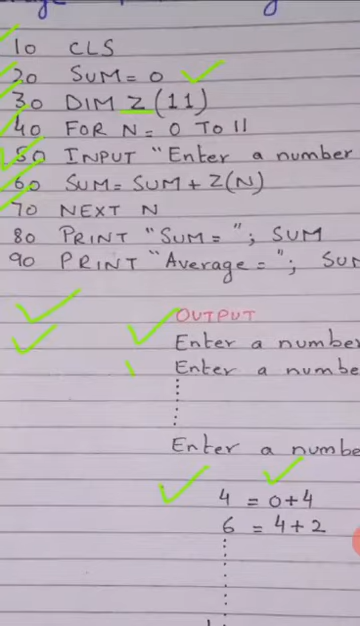 10 CLS
20 SUM = 0
30 DIM Z (11)
40 FOR N = 0 TO 11
50 INPUT "Enter a number
60 SUM = SUM + Z(N)
70 NEXT N
80 PRINT "SUM = "; SUM
90 PRINT "Average = "; SUM
OUTPUT
Enter a number
Enter a numbe
Enter a numbe
4 = 0+4
6 = 4+2